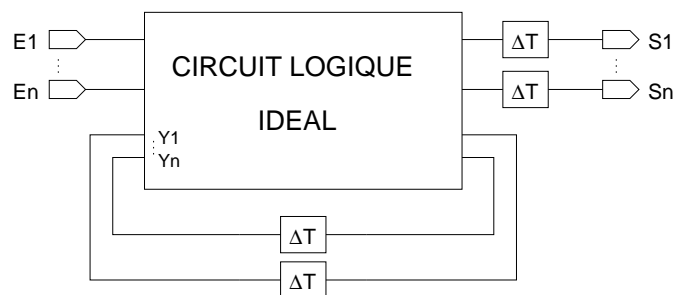 E1
En
CIRCUIT LOGIQUE
IDEAL
Y1
Yn
ΔT
S1
ΔT
Sn
ΔT
ΔT